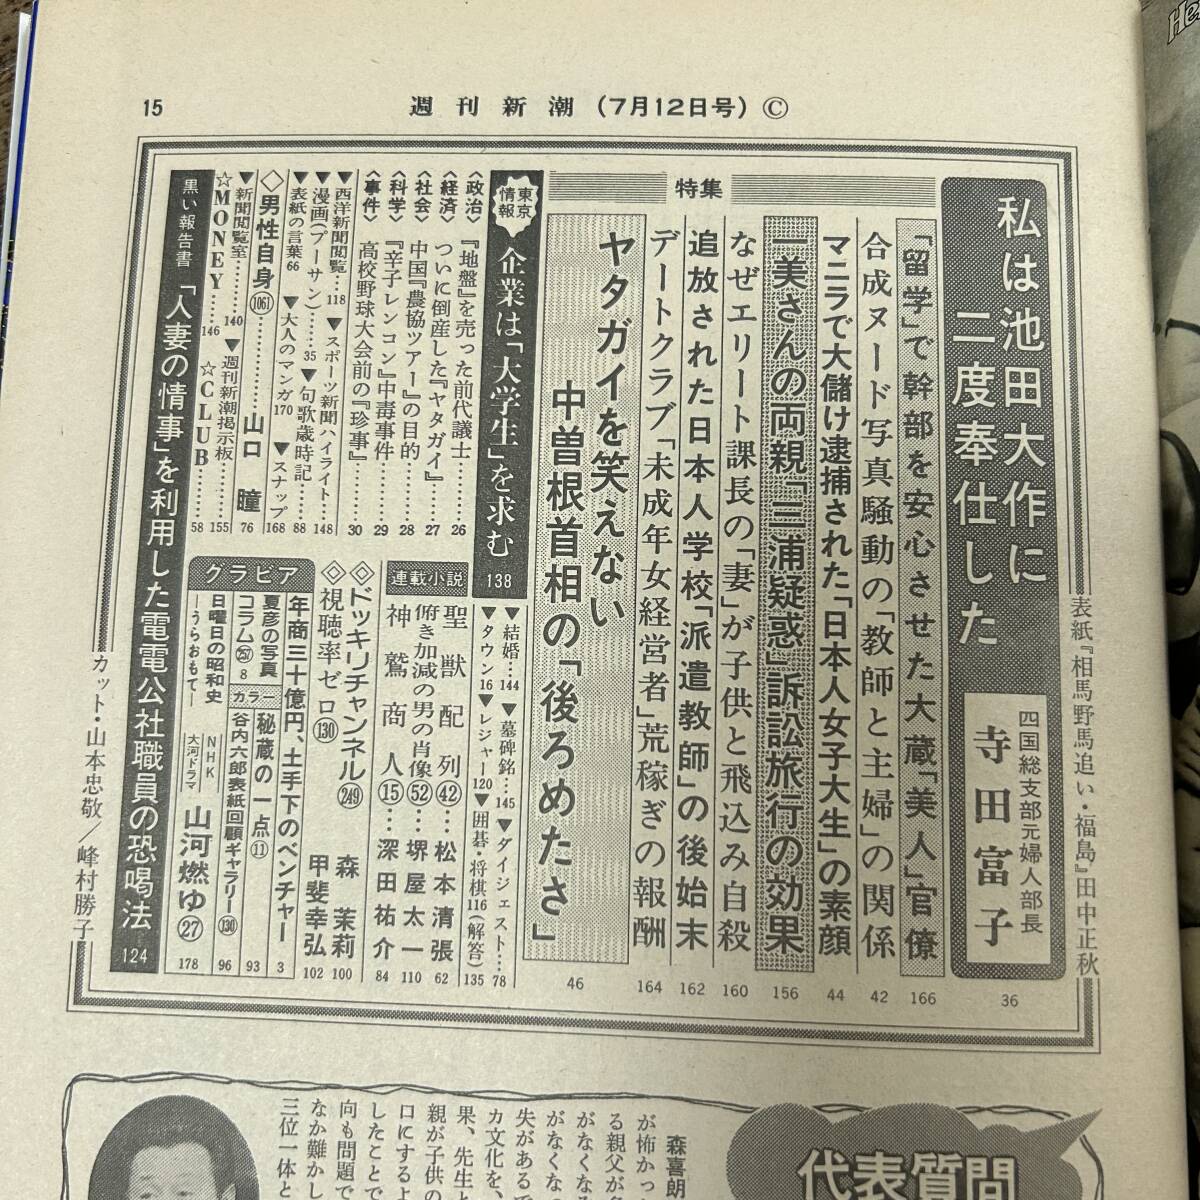 15
週刊新潮(7月12日号)Ⓒ
表紙『相馬野馬追い・福島』田中正秋
私は池田大作に
二度奉仕した
四国総支部元婦人部長
寺田富子
36
特集
「留学」で幹部を安心させた大蔵「美人」官僚 166
合成ヌード写真騒動の「教師と主婦」の関係 42
マニラで大儲け逮捕された「日本人女子大生」の素顔 44
一美さんの両親「三浦疑惑」訴訟旅行の効果 156
なぜエリート課長の「妻」が子供と飛込み自殺 160
追放された日本人学校「派遣教師」の後始末 162
デートクラブ「未成年女経営者」荒稼ぎの報酬 164
ヤタガイを笑えない
中曽根首相の「後ろめたさ」
46
東京情報
企業は「大学生」を求む 138
〈政治〉『地盤』を売った前代議士……… 26
〈経済〉ついに倒産した『ヤタガイ』……… 27
〈社会〉中国『農協ツアー』の目的……… 28
〈科学〉『辛子レンコン』中毒事件……… 29
〈事件〉高校野球大会前の『珍事』……… 30
▼結婚…144 ▼墓碑銘…145 ▼ダイジェスト…78
▼タウン16 ▼レジャー120 ▼囲碁・将棋116(解答)135
連載小説
聖獣配列㊷…松本清張 62
俯き加減の男の肖像(52)…堺屋太一 110
神鷲商人⑮…深田祐介 84
▼西洋新聞閲覧…118 ▼スポーツ新聞ハイライト…148
▼漫画(プーサン)…35 ▼句歌歳時記…88
▼表紙の言葉66 ▼大人のマンガ170 ▼スナップ168
◇男性自身(1061)…………山口瞳 76
▼新聞閲覧室………140 ▼週刊新潮掲示板…155
☆MONEY……146 ☆CLUB……58
◇ドッキリチャンネル(249) 森茉莉 100
◇視聴率ゼロ(130) 甲斐幸弘 102
グラビア
年商三十億円、土手下のベンチャー 3
夏彦の写真コラム(257) 8
カラー
秘蔵の一点⑪ 93
谷内六郎表紙回顧ギャラリー(130) 96
日曜日の昭和史
―うらおもて―
NHK
大河ドラマ
山河燃ゆ㉗ 178
黒い報告書 「人妻の情事」を利用した電電公社職員の恐喝法 124
カット・山本忠敬/峰村勝子
代表質問
森喜朗